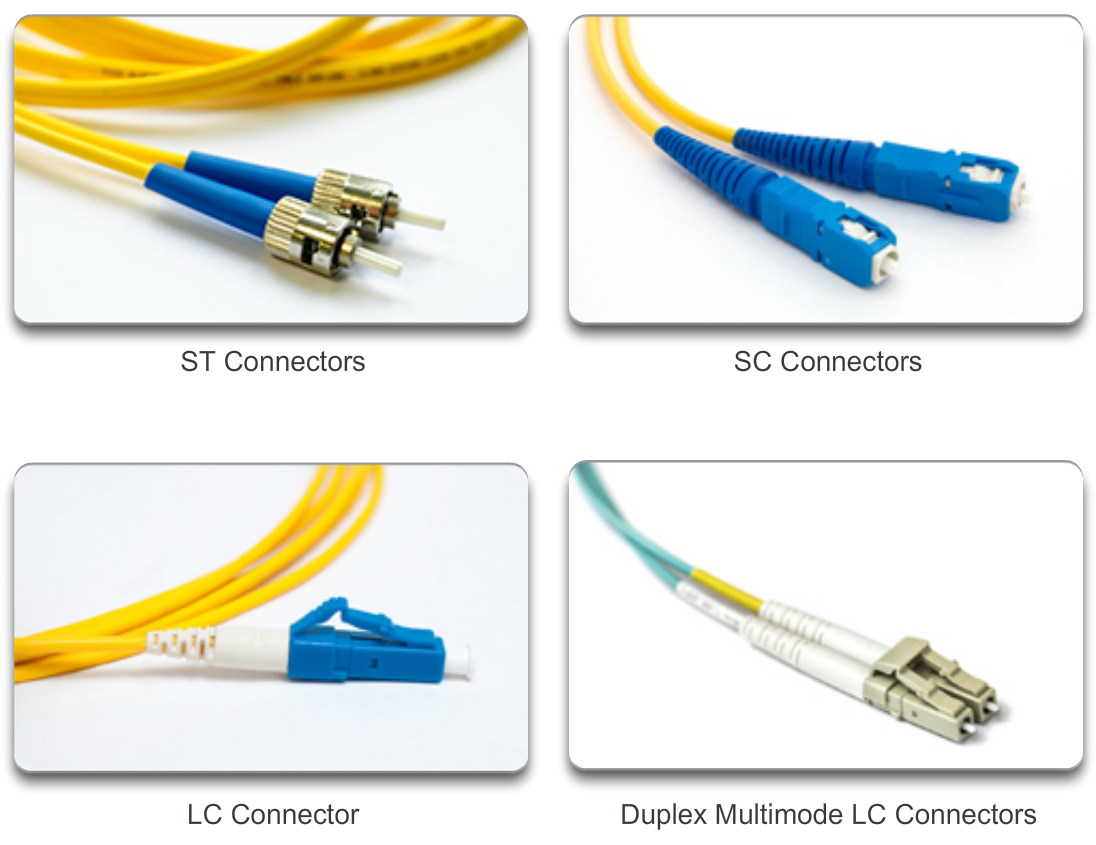 ST Connectors
SC Connectors
LC Connector
Duplex Multimode LC Connectors